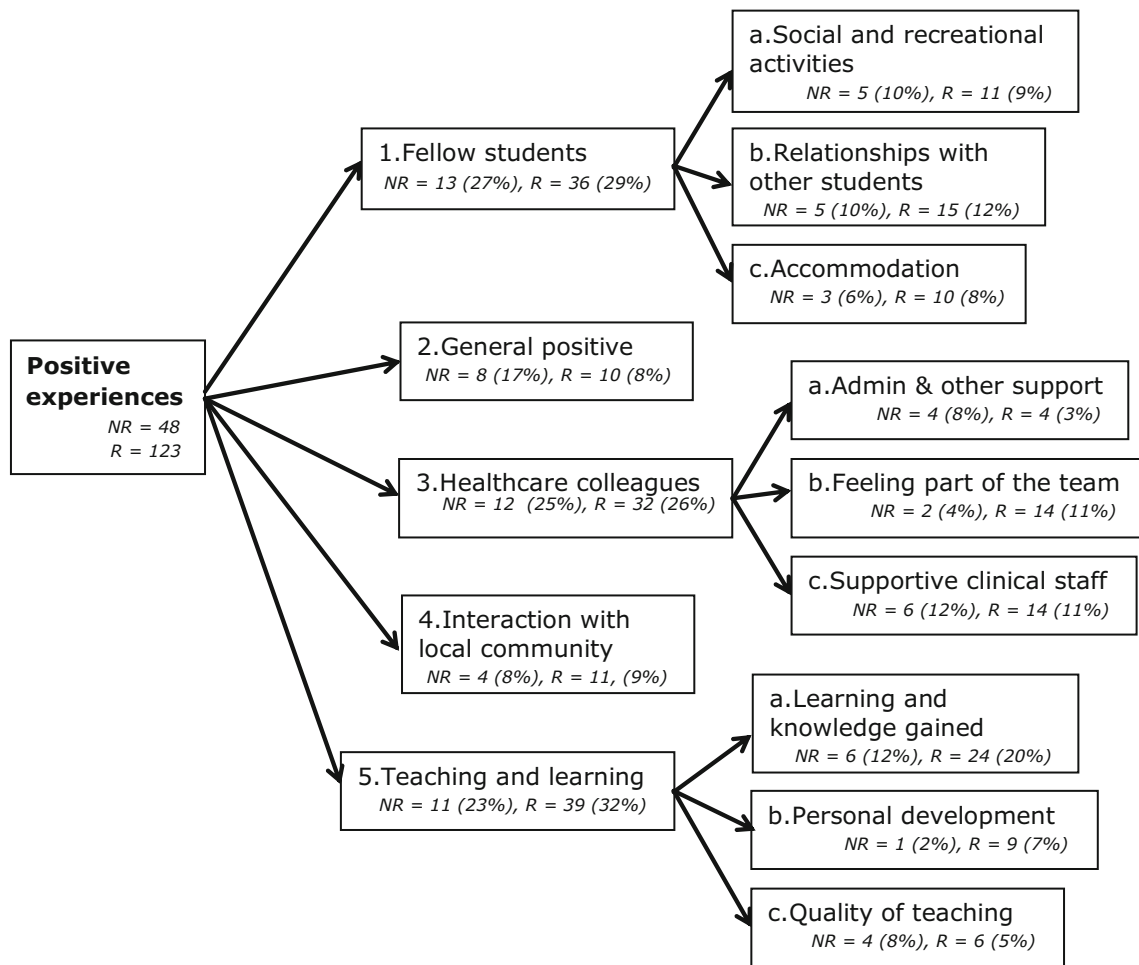 Positive
experiences
NR = 48
R = 123
1.Fellow students
NR = 13 (27%), R = 36 (29%)
a.Social and recreational
activities
NR = 5 (10%), R = 11 (9%)
b.Relationships with
other students
NR = 5 (10%), R = 15 (12%)
c.Accommodation
NR = 3 (6%), R = 10 (8%)
2.General positive
NR = 8 (17%), R = 10 (8%)
3.Healthcare colleagues
NR = 12 (25%), R = 32 (26%)
a.Admin & other support
NR = 4 (8%), R = 4 (3%)
b.Feeling part of the team
NR = 2 (4%), R = 14 (11%)
c.Supportive clinical staff
NR = 6 (12%), R = 14 (11%)
4.Interaction with
local community
NR = 4 (8%), R = 11, (9%)
5.Teaching and learning
NR = 11 (23%), R = 39 (32%)
a.Learning and
knowledge gained
NR = 6 (12%), R = 24 (20%)
b.Personal development
NR = 1 (2%), R = 9 (7%)
c.Quality of teaching
NR = 4 (8%), R = 6 (5%)